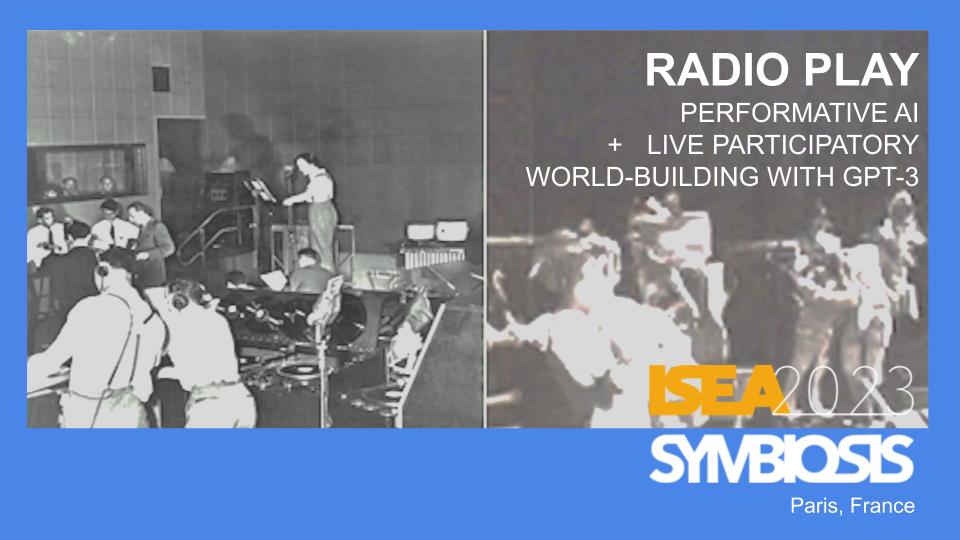 RADIO PLAY
PERFORMATIVE AI
+ LIVE PARTICIPATORY
WORLD-BUILDING WITH GPT-3
ISEA2023
SYMBIOSIS
Paris, France